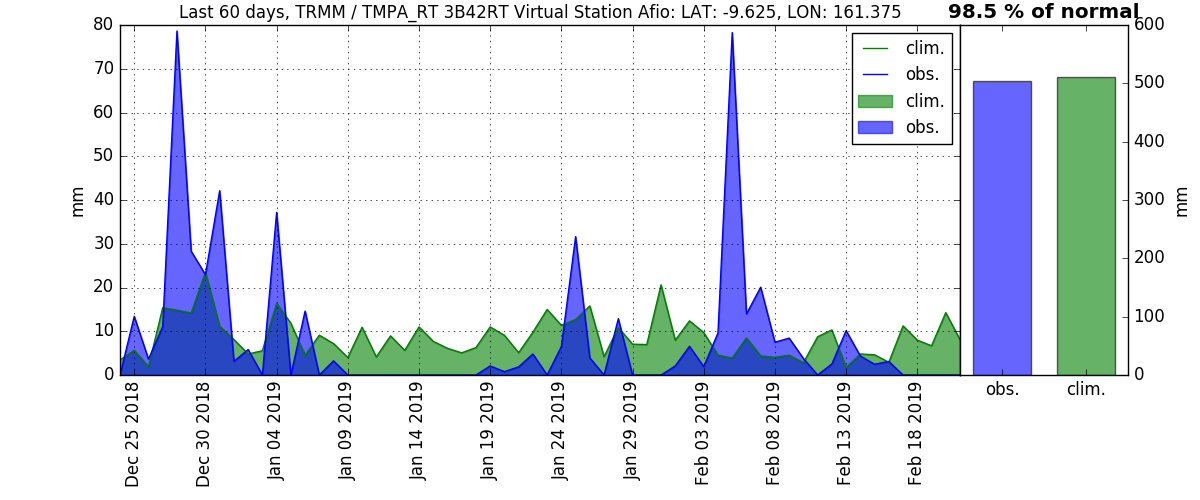 Last 60 days, TRMM / TMPA_RT 3B42RT Virtual Station Afio: LAT: -9.625, LON: 161.375
98.5 % of normal
mm
80
70
60
50
40
30
20
10
0
clim.
obs.
clim.
obs.
Dec 25 2018
Dec 30 2018
Jan 04 2019
Jan 09 2019
Jan 14 2019
Jan 19 2019
Jan 24 2019
Jan 29 2019
Feb 03 2019
Feb 08 2019
Feb 13 2019
Feb 18 2019
obs.
clim.
600
500
400
300
200
100
0
mm